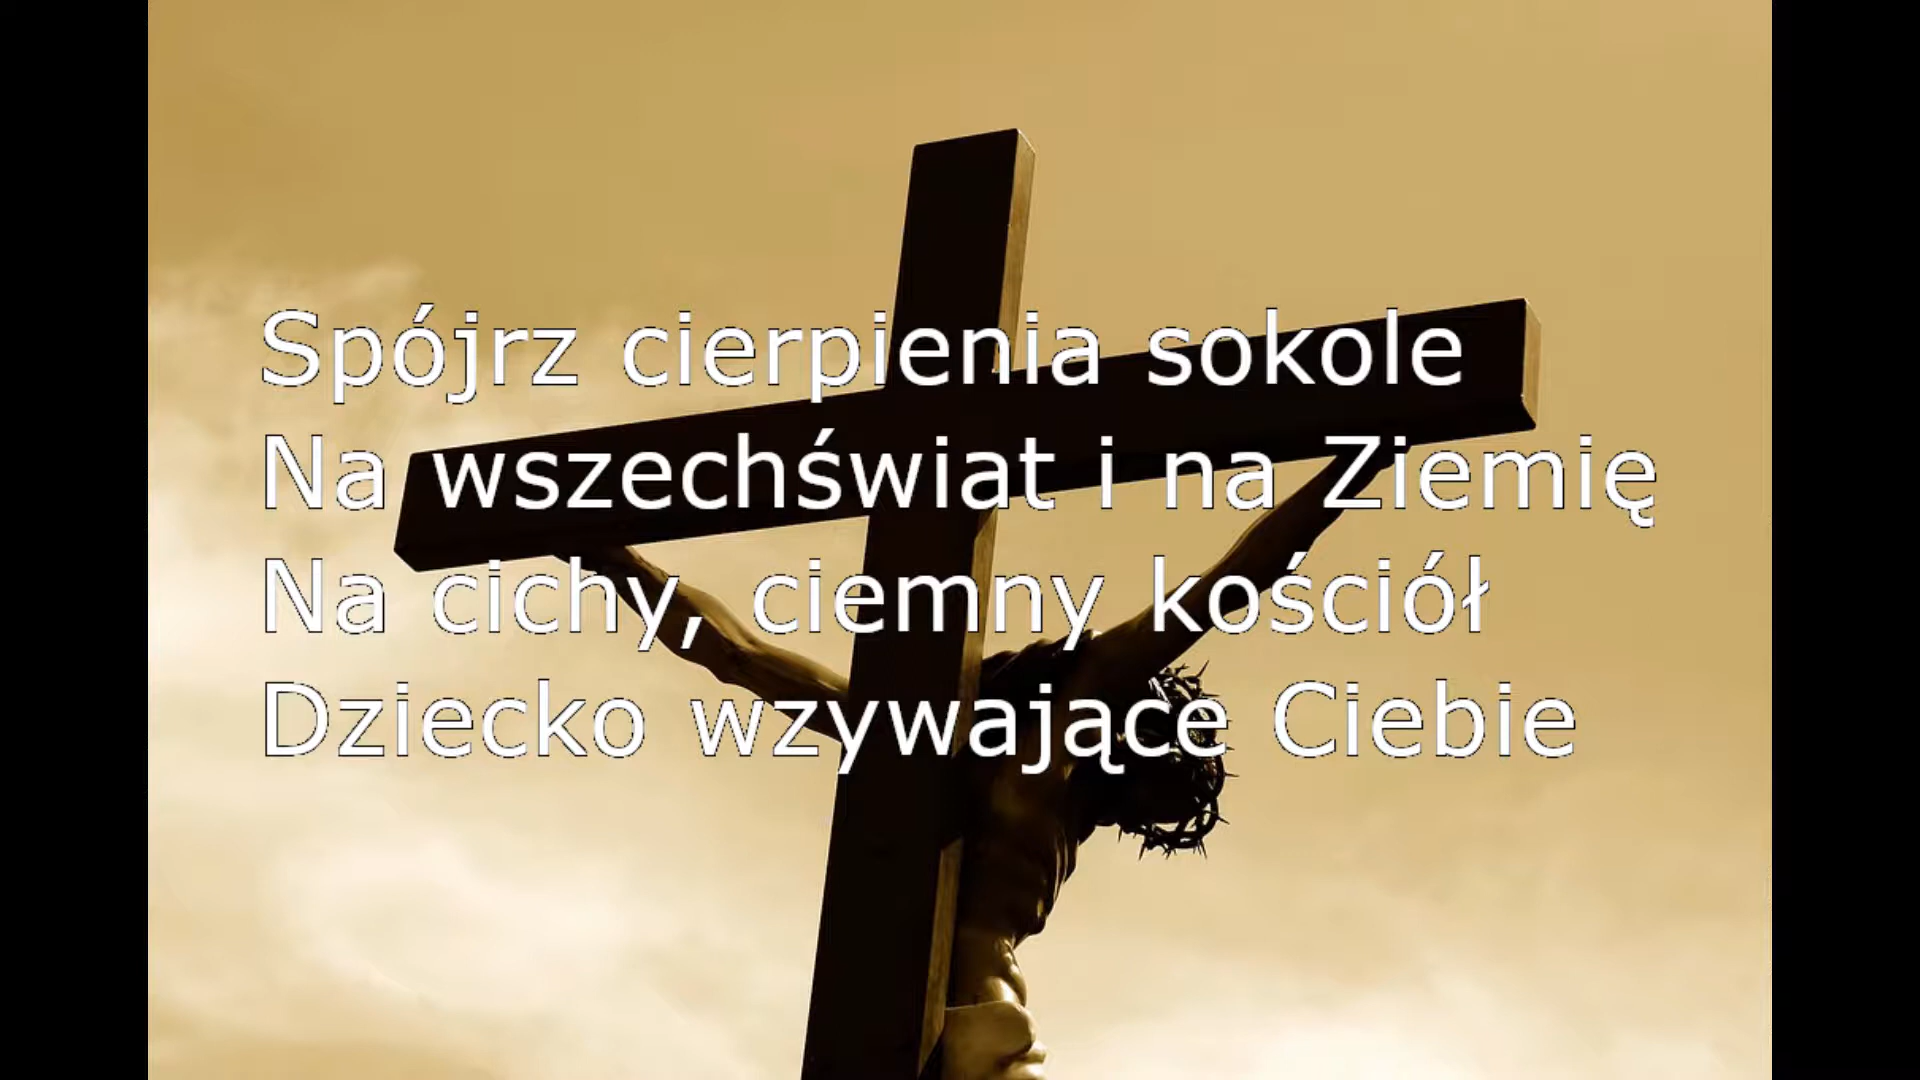 Spójrz cierpienia sokole
Na wszechświat i na Ziemię
Na cichy, ciemny kościół
Dziecko wzywające Ciebie